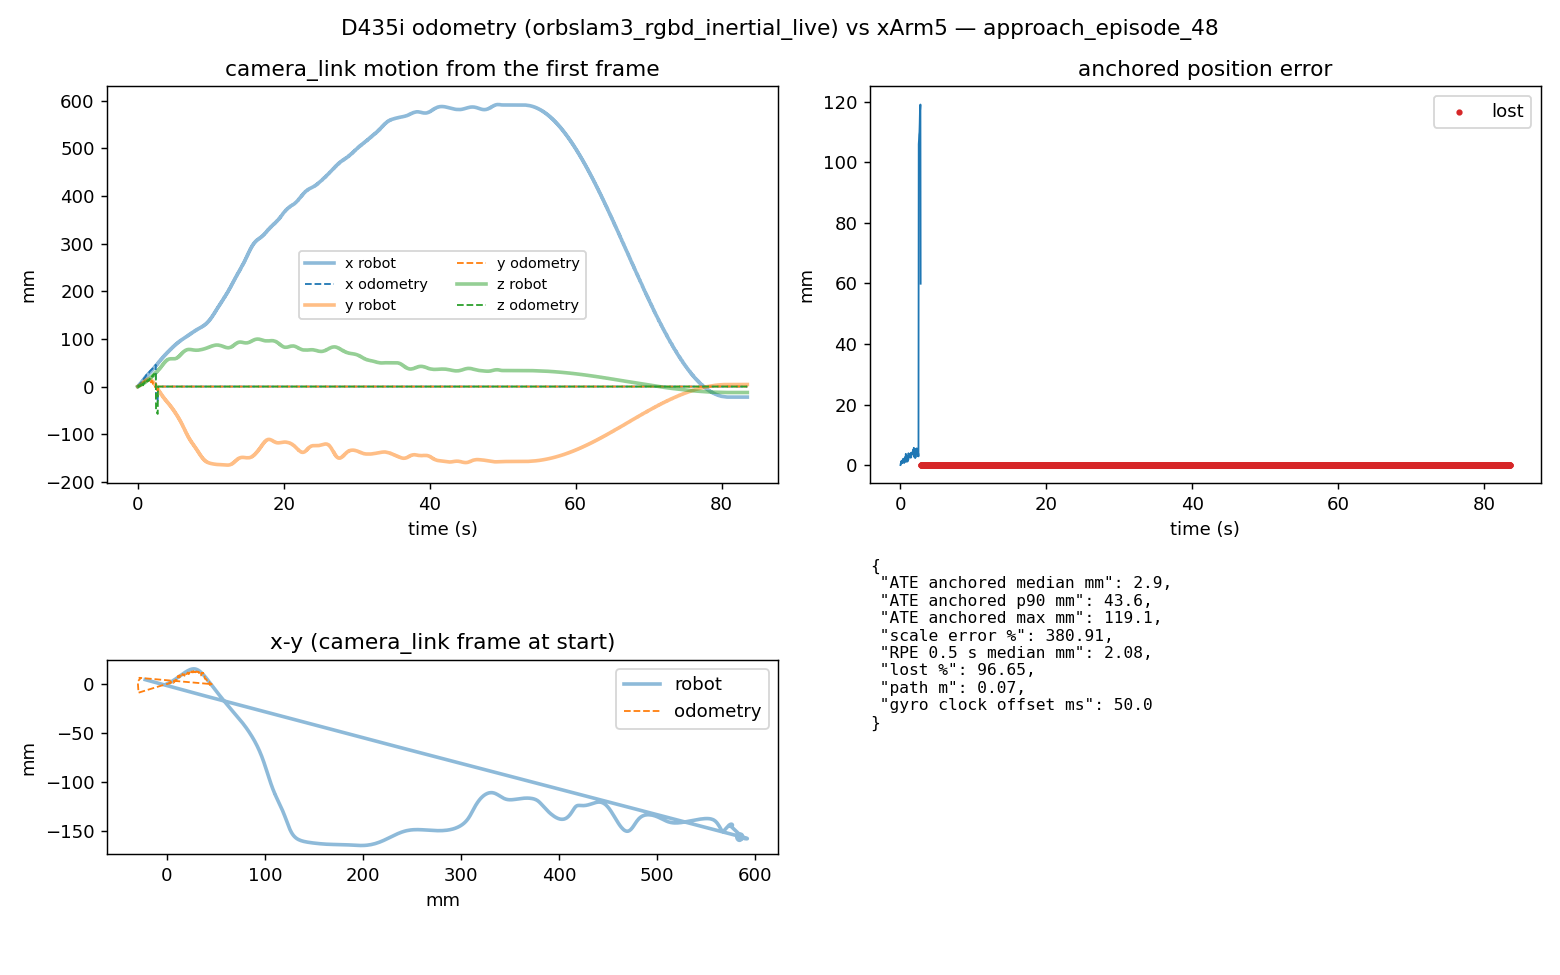 D435i odometry (orbslam3_rgbd_inertial_live) vs xArm5 — approach_episode_48
camera_link motion from the first frame
600
500
400
300
200
100
0
−100
−200
mm
0
20
40
60
80
time (s)
x robot
x odometry
y robot
y odometry
z robot
z odometry
anchored position error
120
100
80
60
40
20
0
mm
0
20
40
60
80
time (s)
lost
x-y (camera_link frame at start)
0
−50
−100
−150
mm
0
100
200
300
400
500
600
mm
robot
odometry
{
"ATE anchored median mm": 2.9,
"ATE anchored p90 mm": 43.6,
"ATE anchored max mm": 119.1,
"scale error %": 380.91,
"RPE 0.5 s median mm": 2.08,
"lost %": 96.65,
"path m": 0.07,
"gyro clock offset ms": 50.0
}